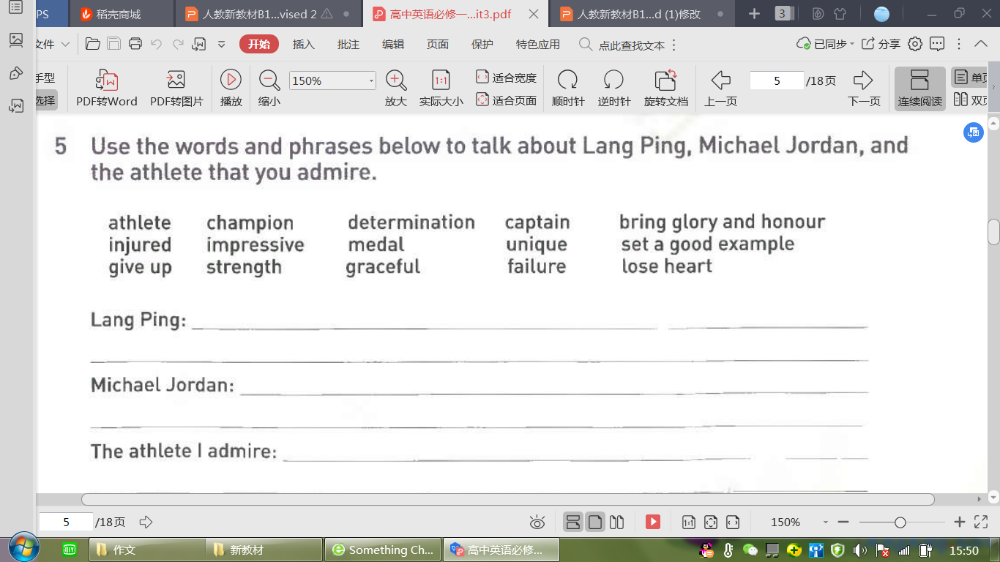 PS 稻壳商城 人教新教材B1...vised 2 高中英语必修一...it3.pdf 人教新教材B1...d (1)修改 3
文件 开始 插入 批注 编辑 页面 保护 特色应用 点此查找文本 已同步 分享
手型 150% 1:1 适合宽度 5 /18页 单页
选择 PDF转Word PDF转图片 播放 缩小 放大 实际大小 适合页面 顺时针 逆时针 旋转文档 上一页 下一页 连续阅读 双页
5 Use the words and phrases below to talk about Lang Ping, Michael Jordan, and
the athlete that you admire.
athlete champion determination captain bring glory and honour
injured impressive medal unique set a good example
give up strength graceful failure lose heart
Lang Ping:
Michael Jordan:
The athlete I admire:
5 /18页 1:1 150%
DIY 作文 新教材 Something Ch... 高中英语必修... 15:50